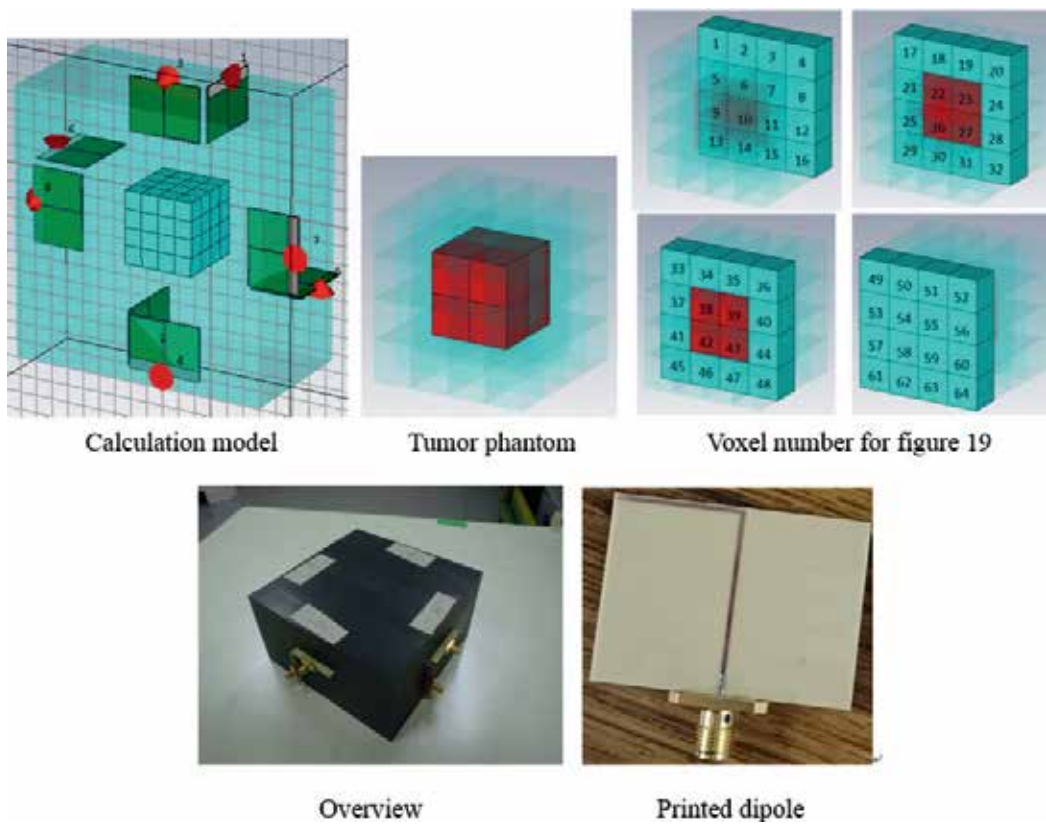 1 2 3 4
5 6 7 8
9 10 11 12
13 14 15 16
17 18 19 20
21 22 23 24
25 26 27 28
29 30 31 32
33 34 35 36
37 38 39 40
41 42 43 44
45 46 47 48
49 50 51 52
53 54 55 56
57 58 59 60
61 62 63 64
Calculation model
Tumor phantom
Voxel number for figure 19
Overview
Printed dipole